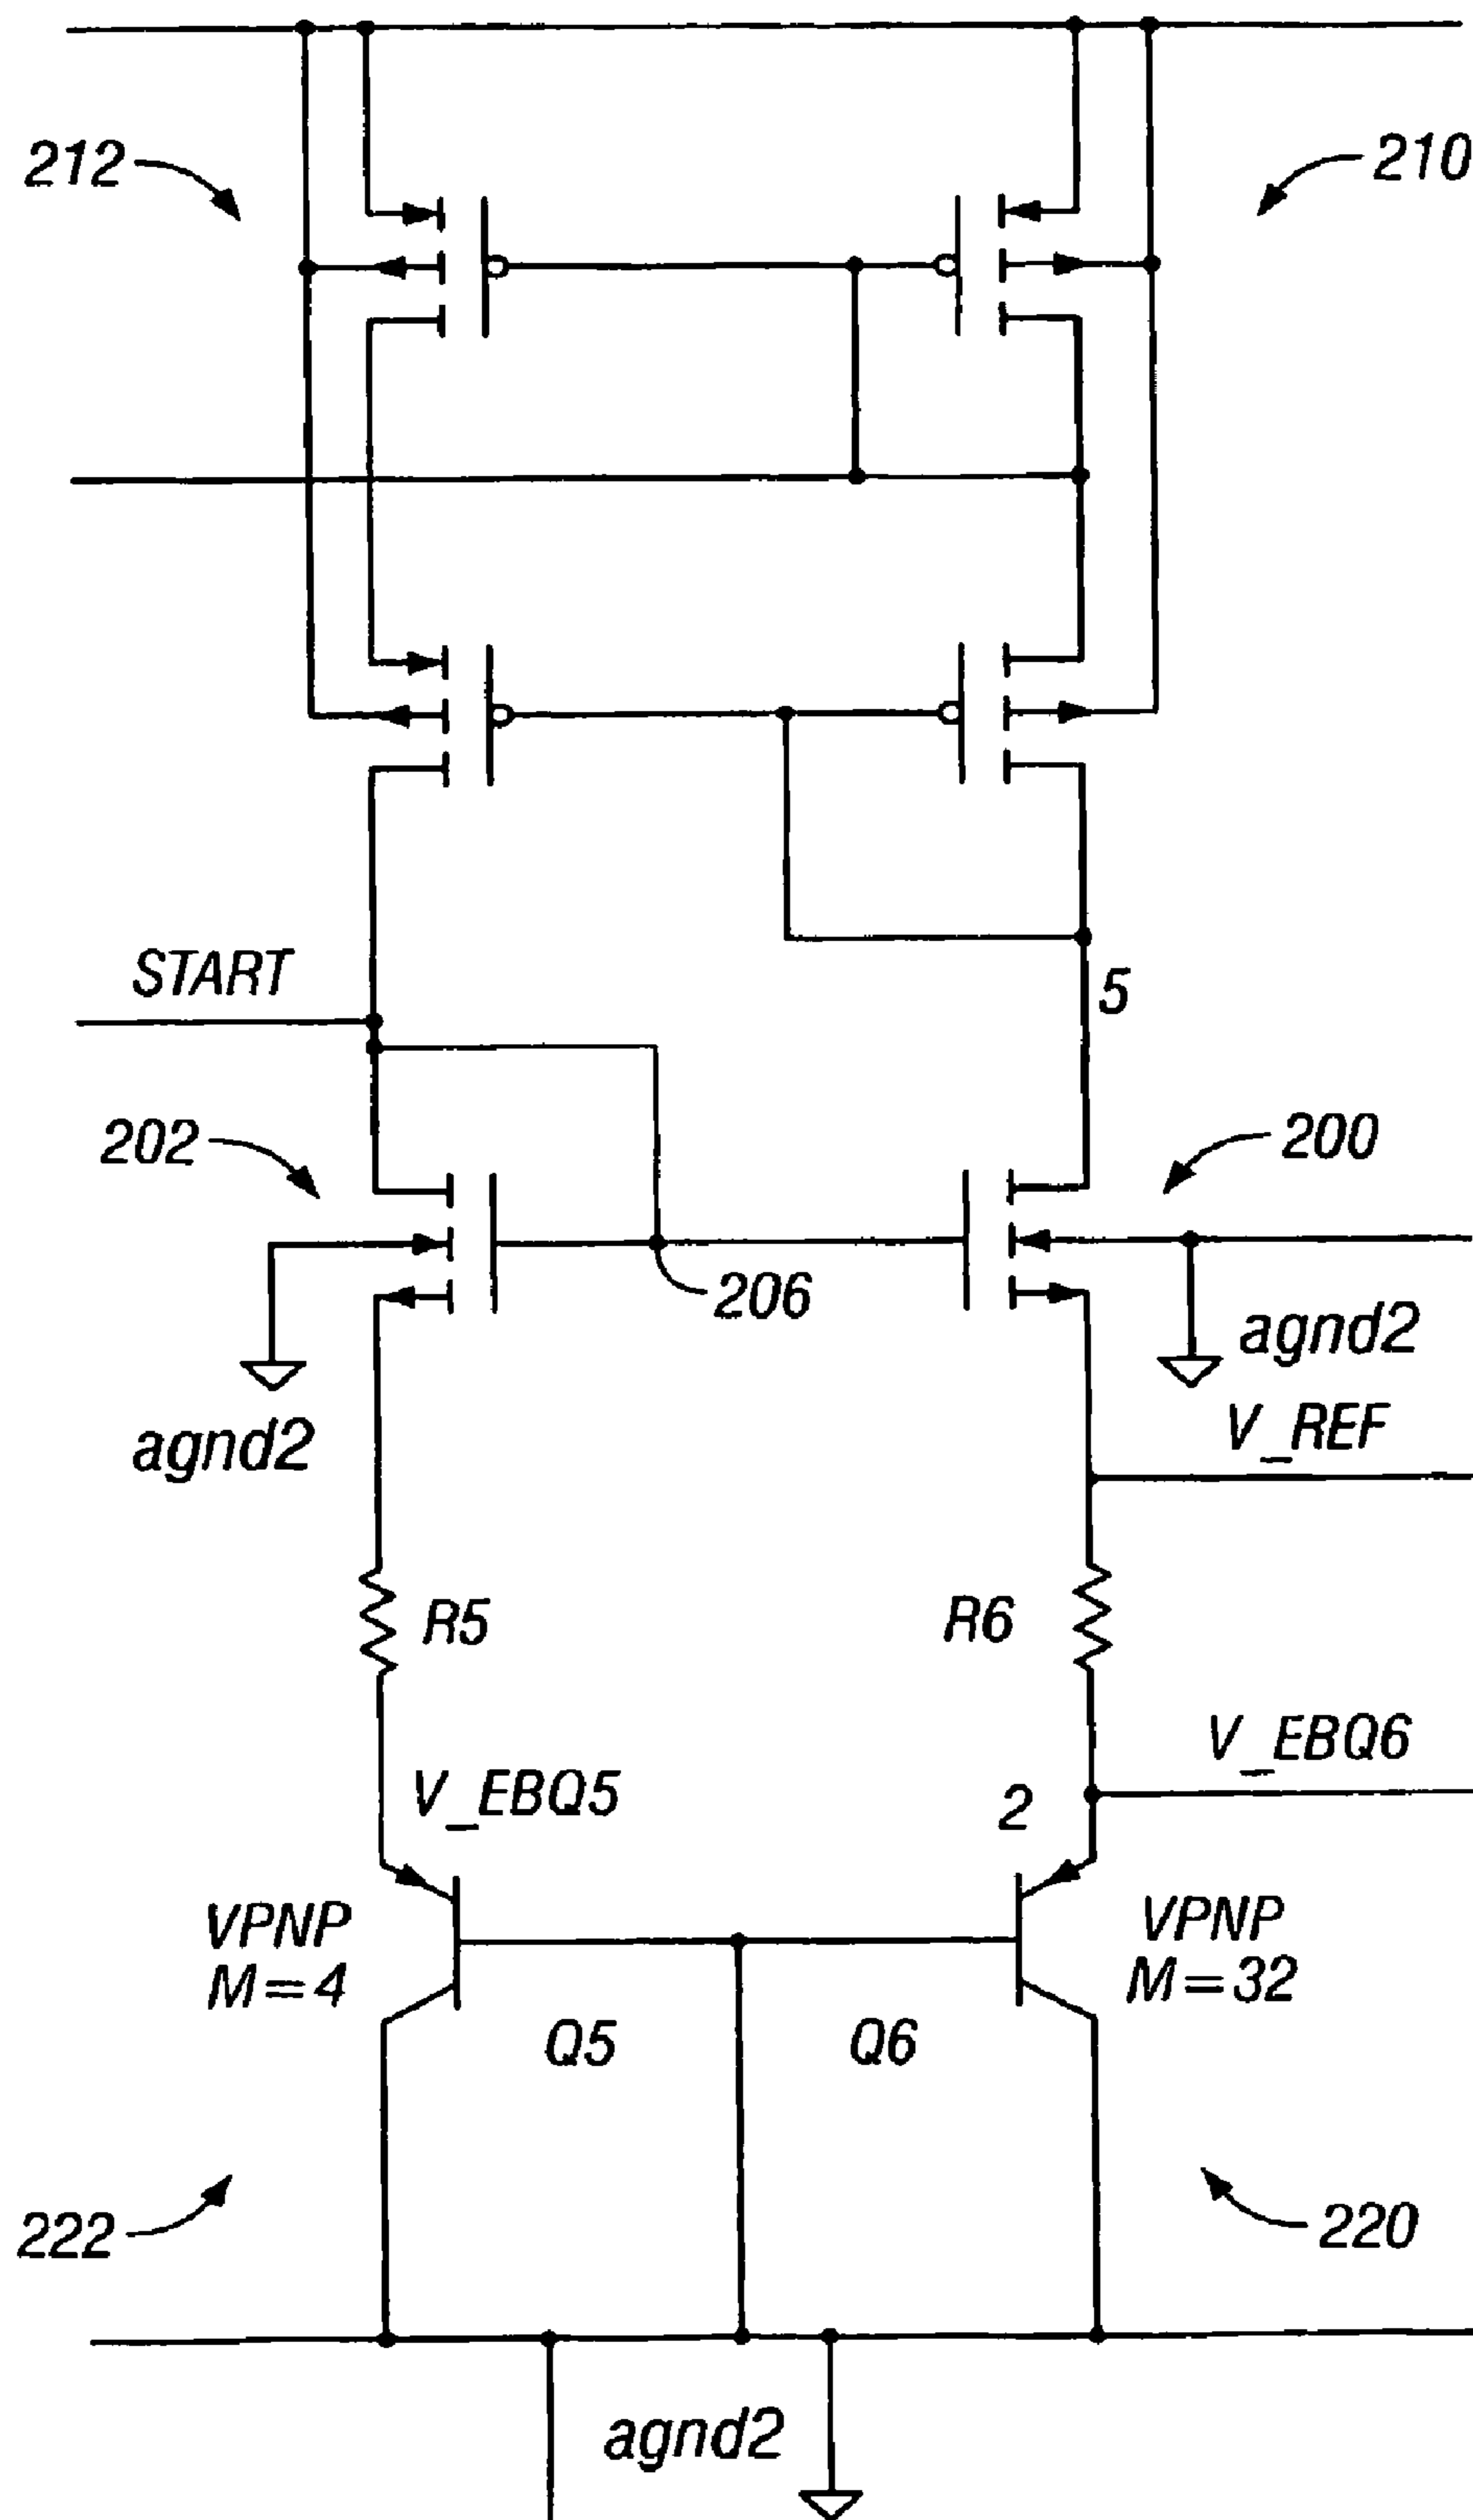 212
210
START
5
202
200
206
agnd2
agnd2
V_REF
R5
R6
V_EBQ6
V_EBQ5
2
VPNP
M=4
VPNP
M=32
Q5
Q6
222
220
agnd2